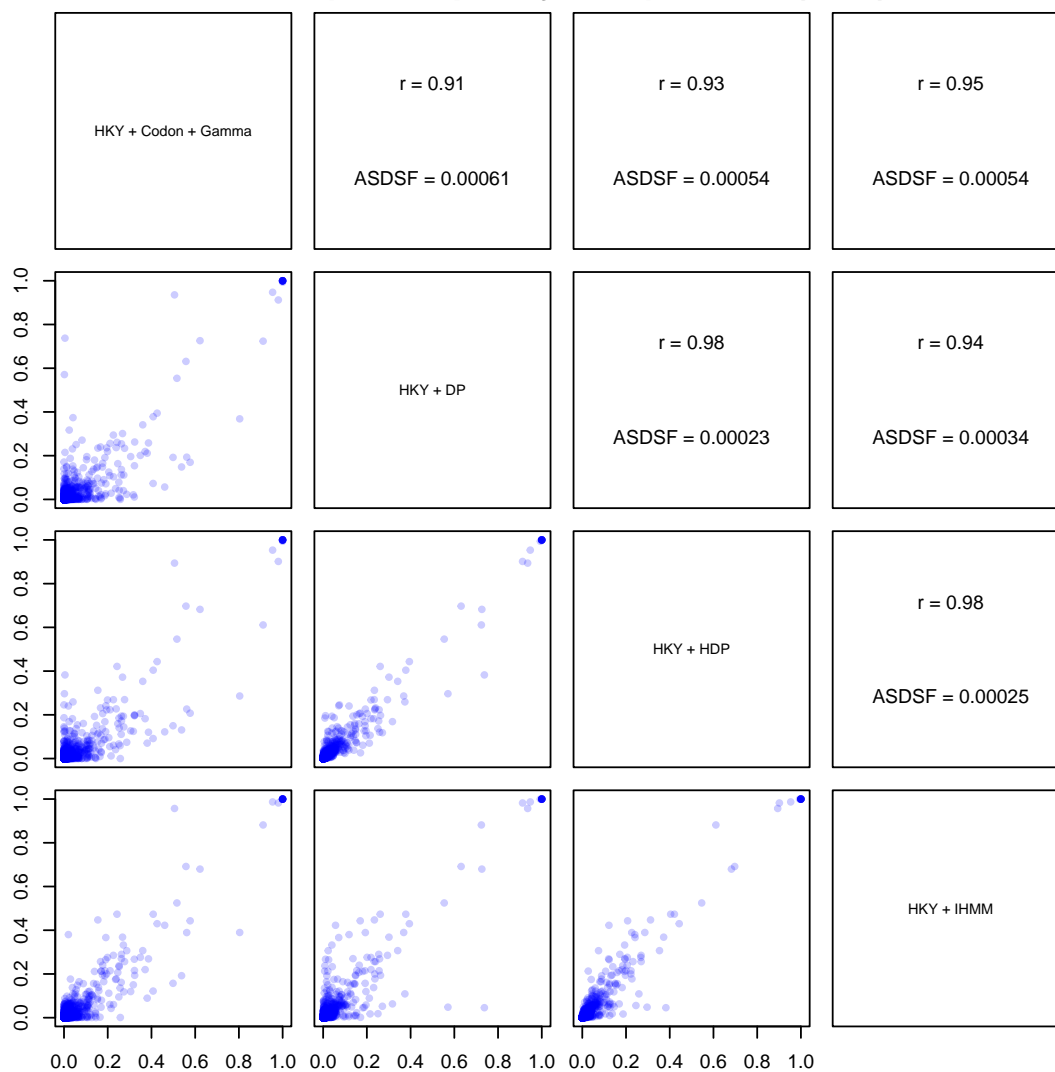 r = 0.91
r = 0.93
r = 0.95
HKY + Codon + Gamma
ASDSF = 0.00061
ASDSF = 0.00054
ASDSF = 0.00054
0.0 0.2 0.4 0.6 0.8 1.0
r = 0.98
r = 0.94
HKY + DP
ASDSF = 0.00023
ASDSF = 0.00034
0.0 0.2 0.4 0.6 0.8 1.0
r = 0.98
HKY + HDP
ASDSF = 0.00025
0.0 0.2 0.4 0.6 0.8 1.0
HKY + IHMM
0.0 0.2 0.4 0.6 0.8 1.0
0.0 0.2 0.4 0.6 0.8 1.0
0.0 0.2 0.4 0.6 0.8 1.0